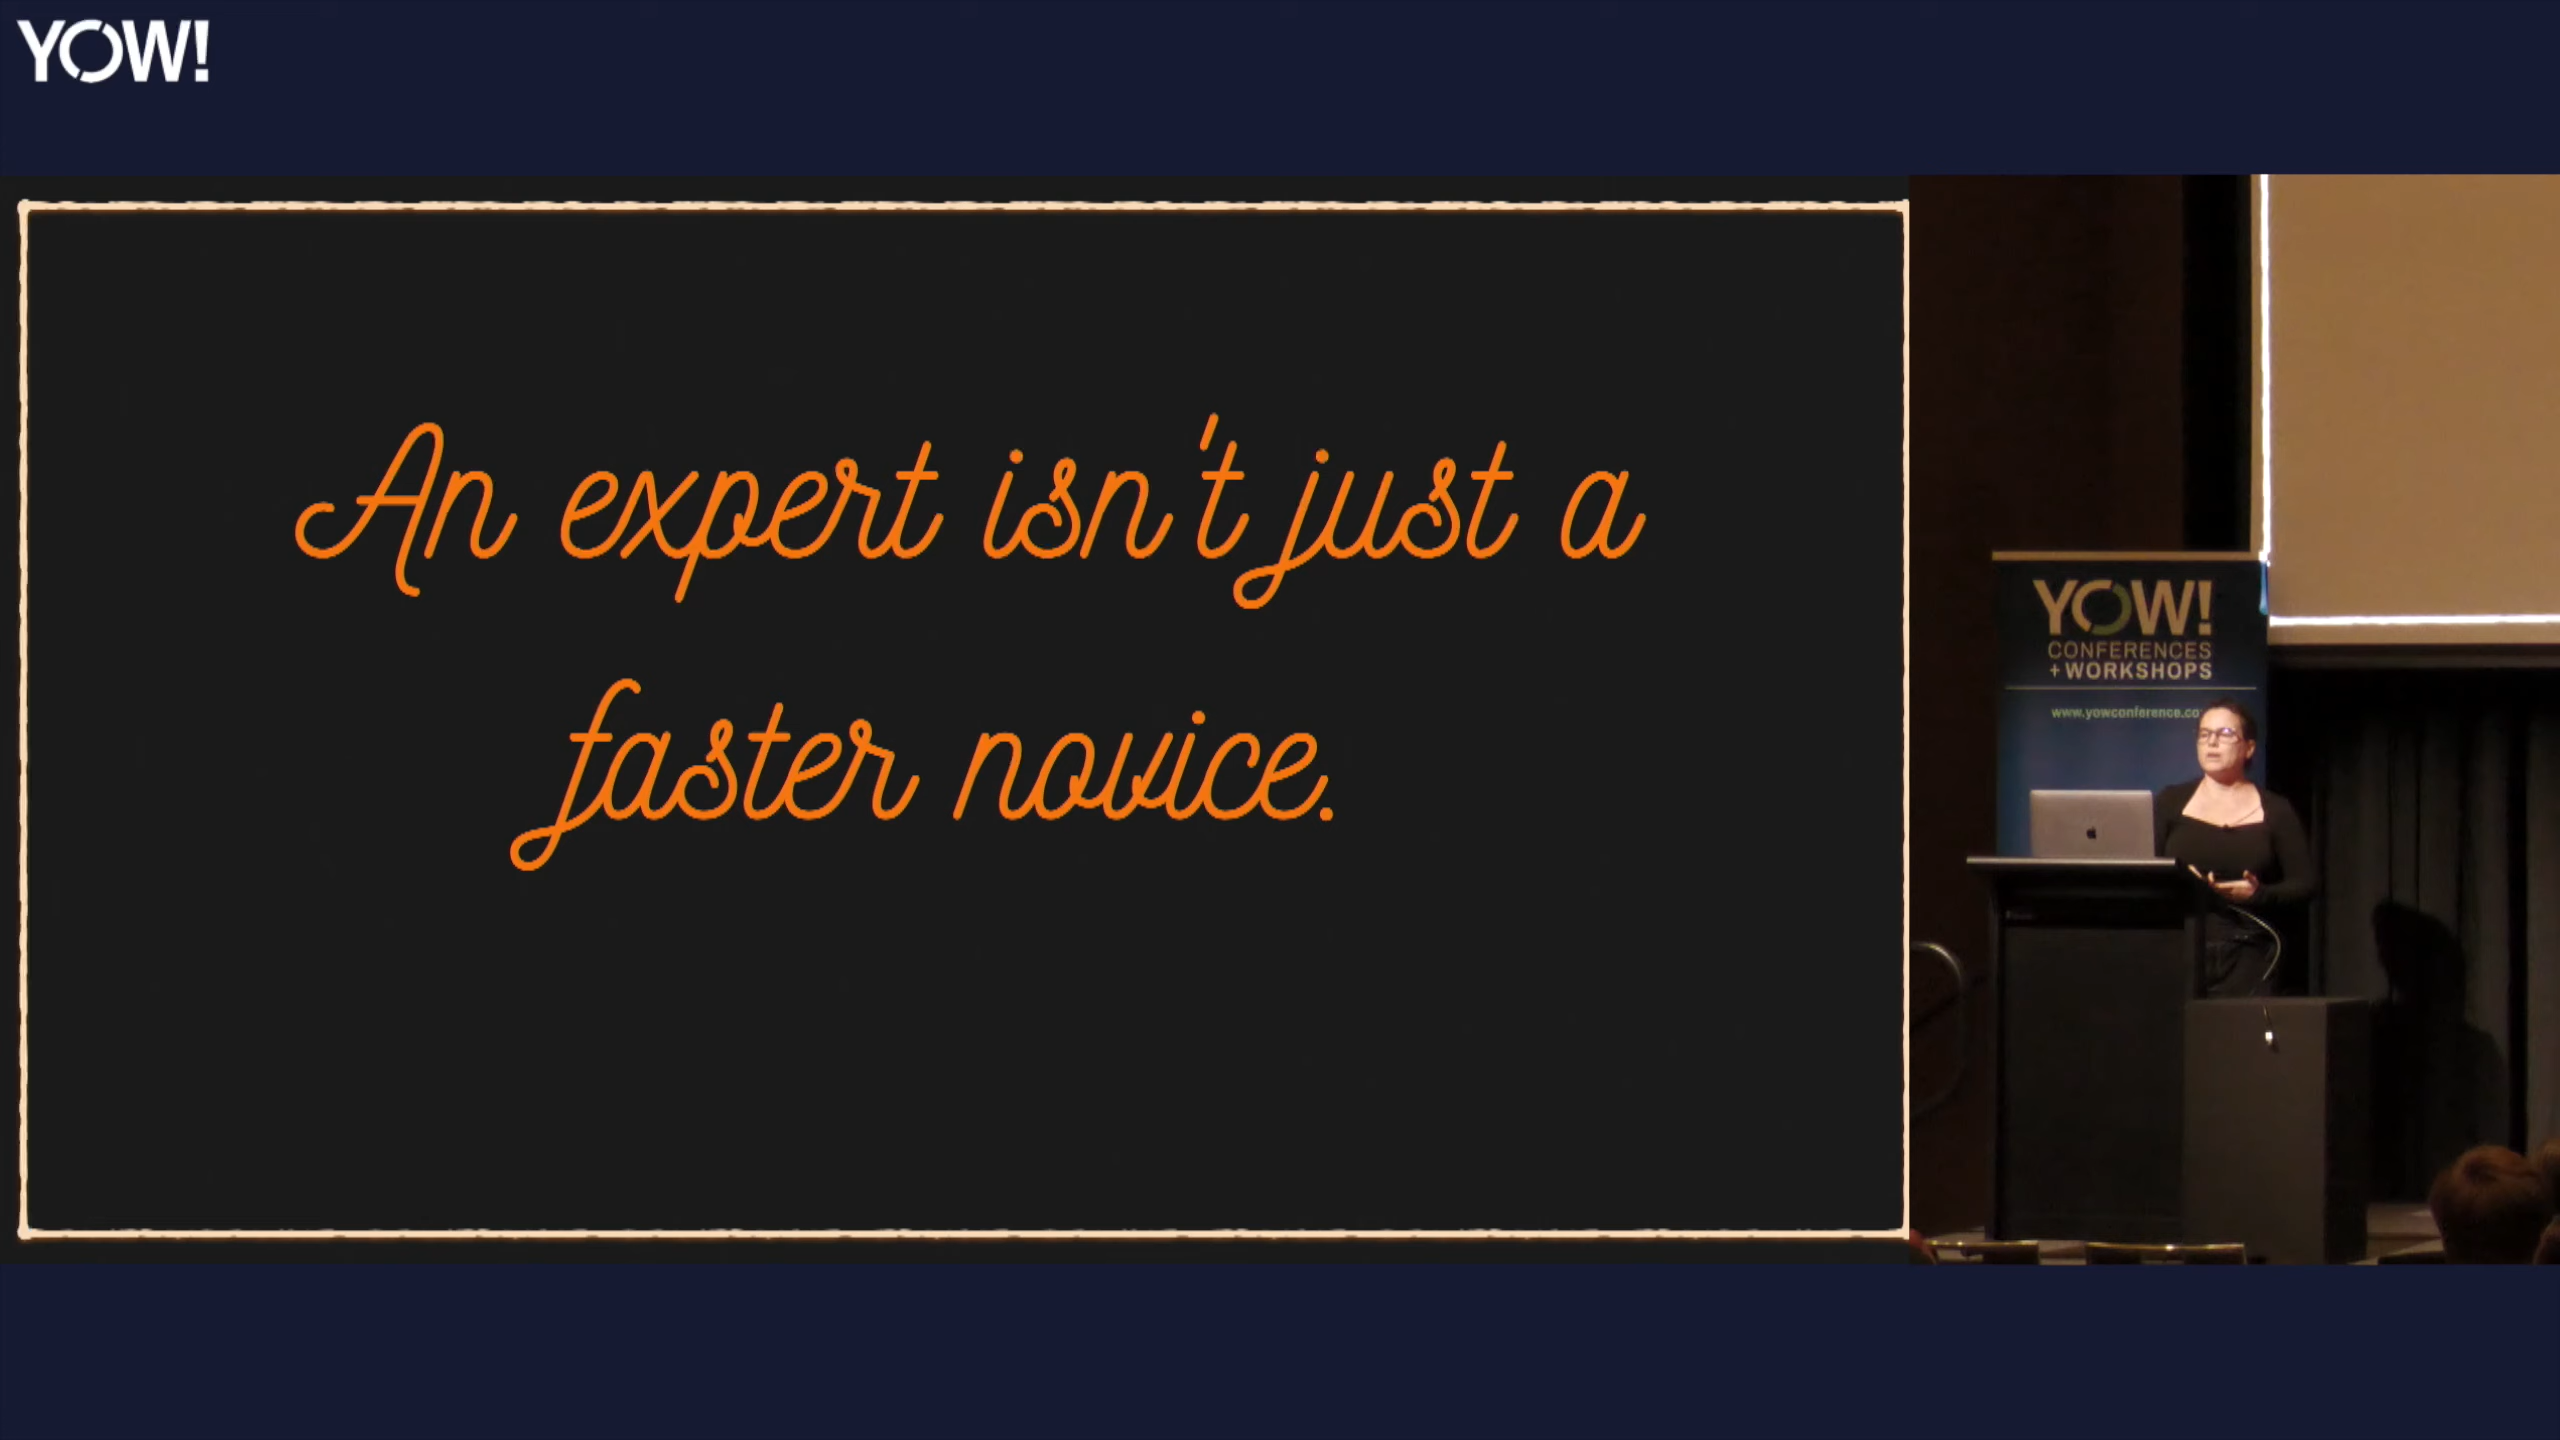 YOW!
An expert isn't just a
faster novice.
YOW!
CONFERENCES
+ WORKSHOPS